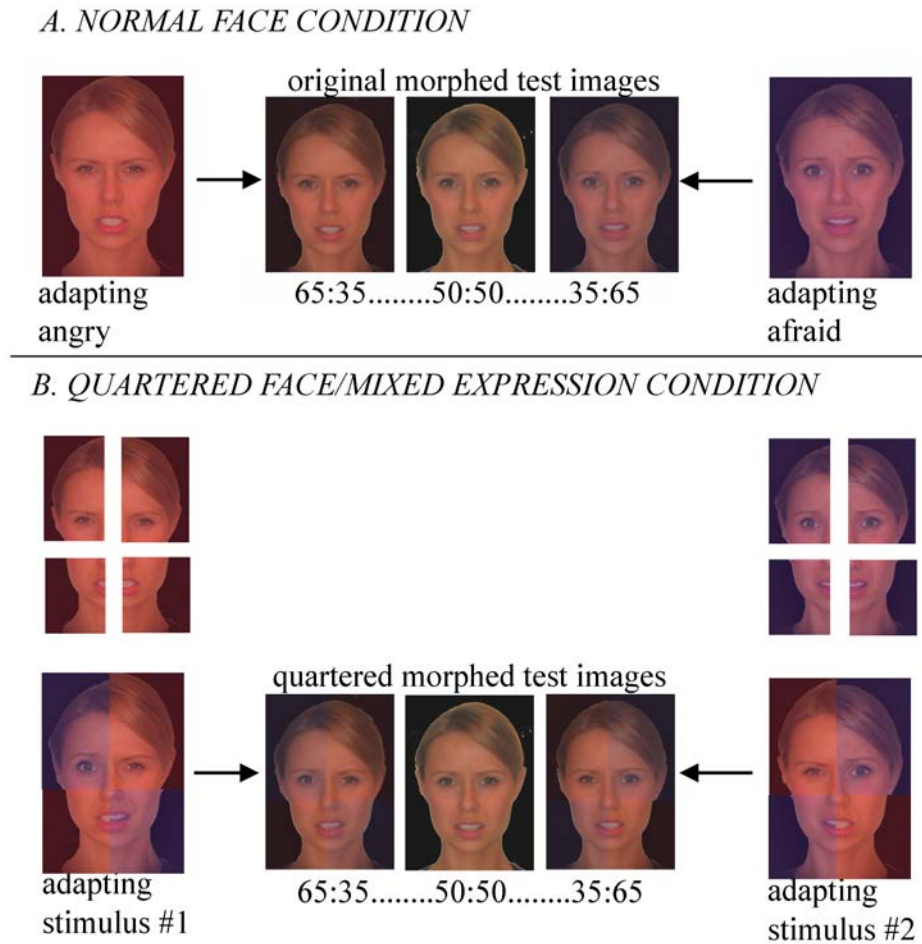 A. NORMAL FACE CONDITION
original morphed test images
65:35........50:50........35:65
adapting
angry
adapting
afraid
B. QUARTERED FACE/MIXED EXPRESSION CONDITION
quartered morphed test images
65:35........50:50........35:65
adapting
stimulus #1
adapting
stimulus #2